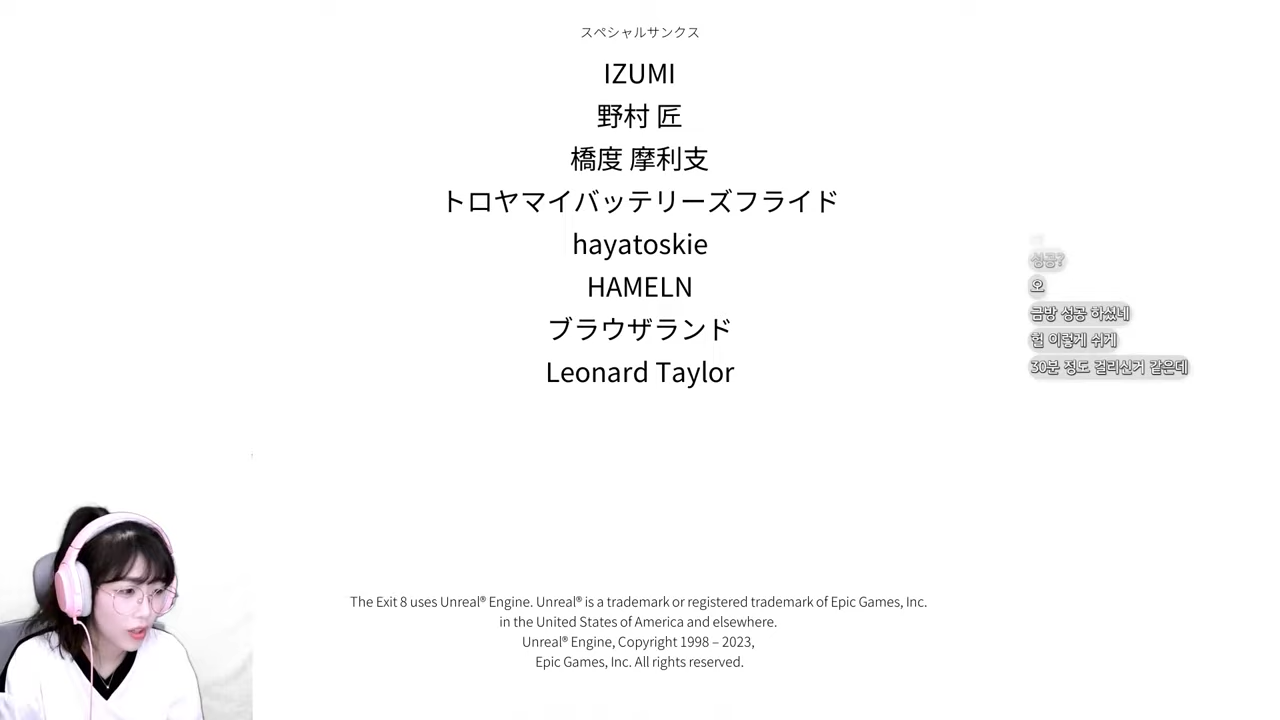 スペシャルサンクス
IZUMI
野村 匠
橋度 摩利支
トロヤマイバッテリーズフライド
hayatoskie
HAMELN
ブラウザランド
Leonard Taylor
성공?
오
금방 성공 하셨네
헐 이렇게 쉬게
30분 정도 걸리신거 같은데
The Exit 8 uses Unreal® Engine. Unreal® is a trademark or registered trademark of Epic Games, Inc.
in the United States of America and elsewhere.
Unreal® Engine, Copyright 1998 – 2023,
Epic Games, Inc. All rights reserved.